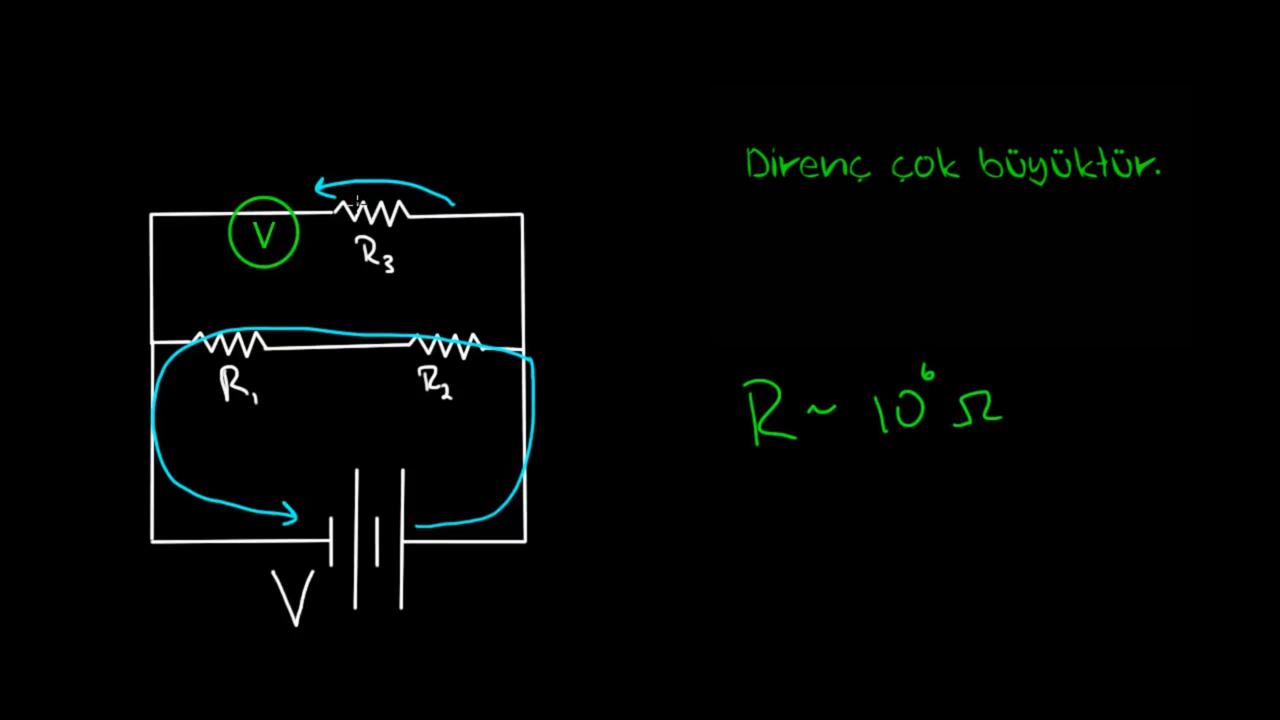 Direnç çok büyüktür.
V
R₃
R₁
R₂
R ~ 10⁶ Ω
V